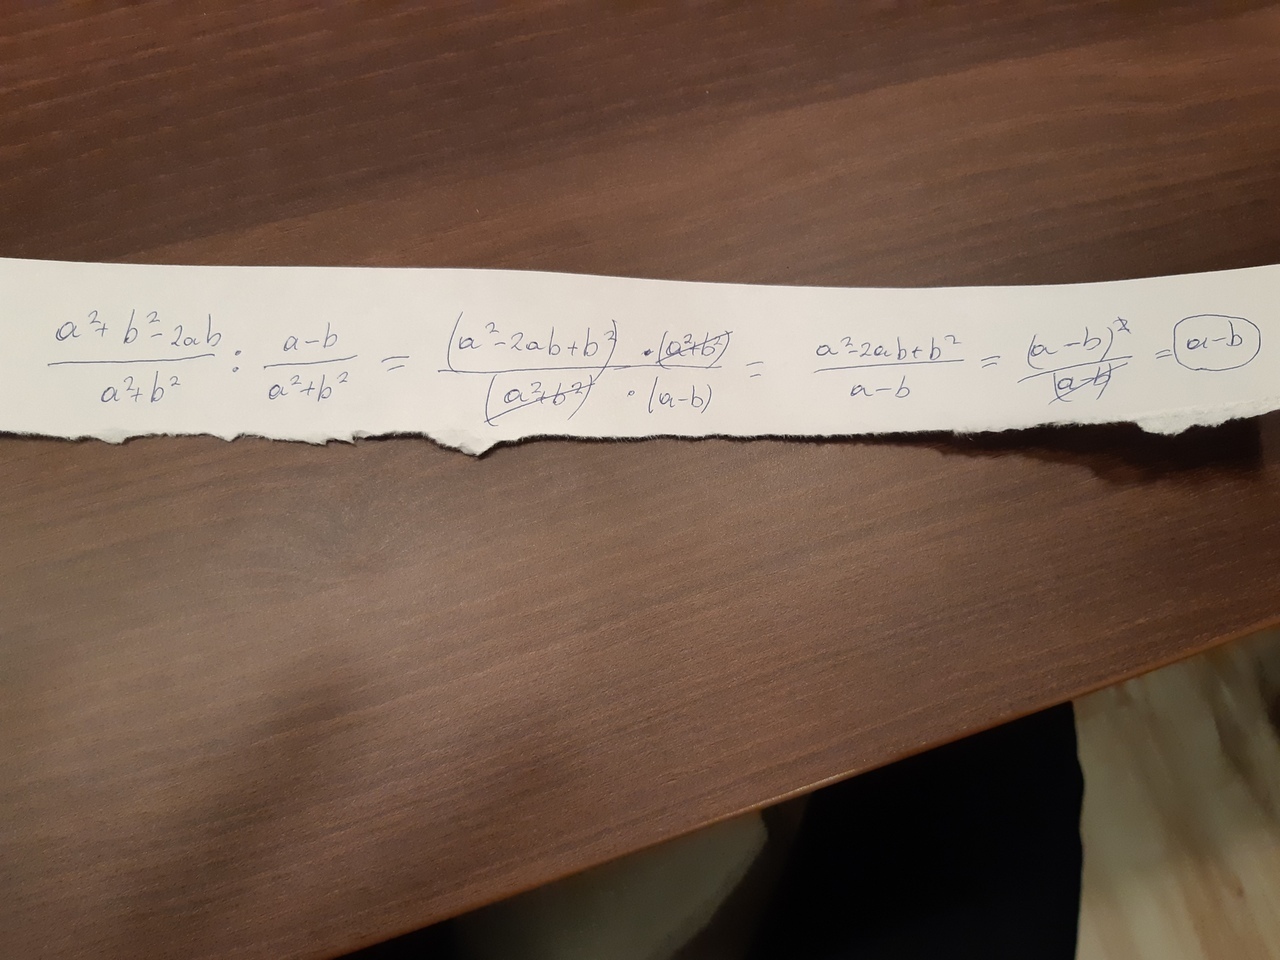 (a²+b²-2ab)/(a²+b²) : (a-b)/(a²+b²) = ((a²-2ab+b²)·(a²+b²))/((a²+b²)·(a-b)) = (a²-2ab+b²)/(a-b) = (a-b)²/(a-b) = a-b